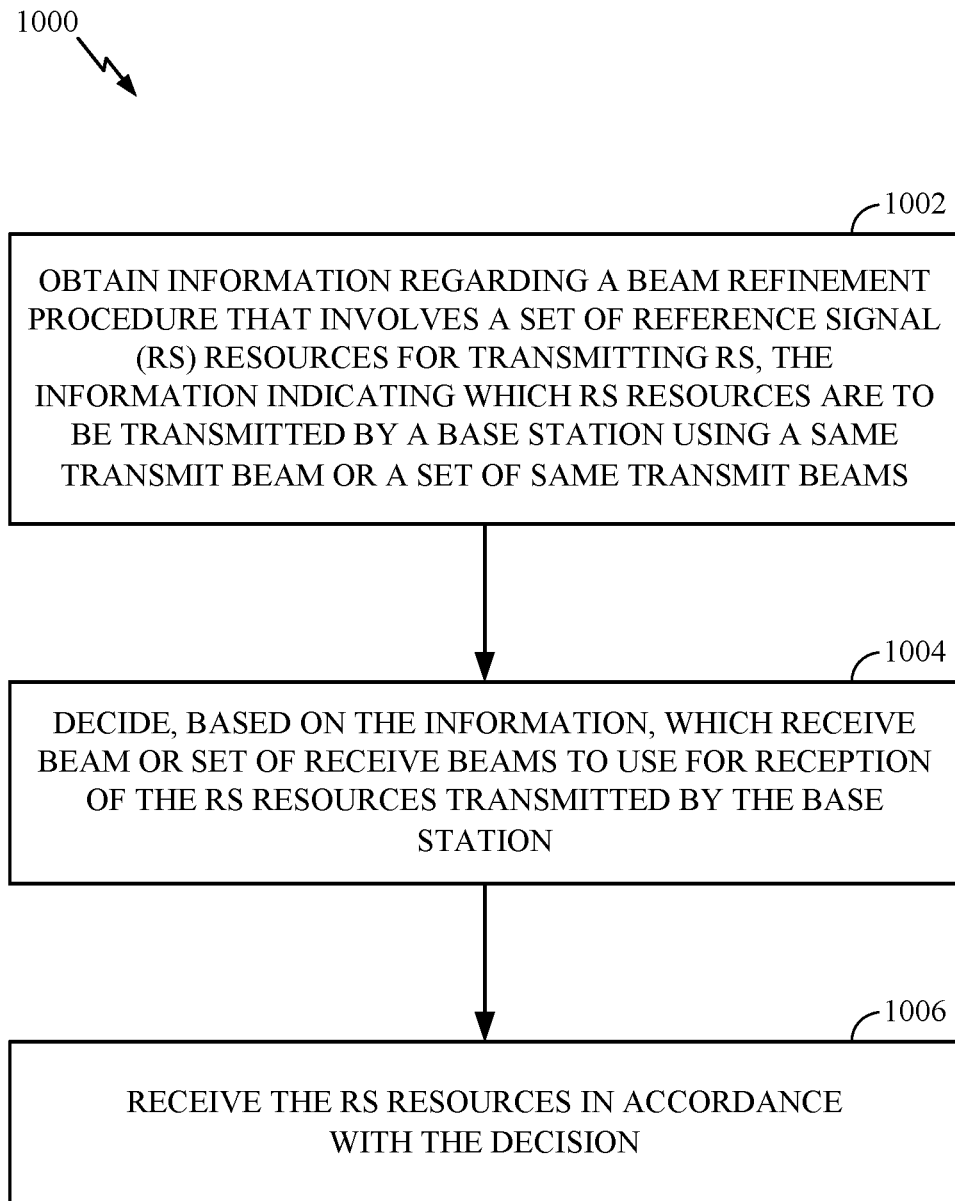 1000
1002
OBTAIN INFORMATION REGARDING A BEAM REFINEMENT
PROCEDURE THAT INVOLVES A SET OF REFERENCE SIGNAL
(RS) RESOURCES FOR TRANSMITTING RS, THE
INFORMATION INDICATING WHICH RS RESOURCES ARE TO
BE TRANSMITTED BY A BASE STATION USING A SAME
TRANSMIT BEAM OR A SET OF SAME TRANSMIT BEAMS
1004
DECIDE, BASED ON THE INFORMATION, WHICH RECEIVE
BEAM OR SET OF RECEIVE BEAMS TO USE FOR RECEPTION
OF THE RS RESOURCES TRANSMITTED BY THE BASE
STATION
1006
RECEIVE THE RS RESOURCES IN ACCORDANCE
WITH THE DECISION